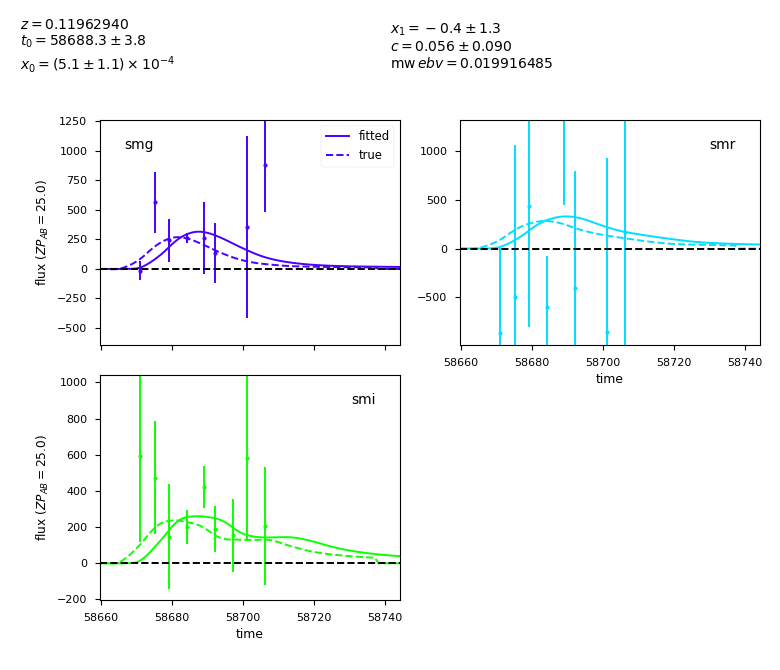 z = 0.11962940
t₀ = 58688.3 ± 3.8
x₀ = (5.1 ± 1.1) × 10⁻⁴
x₁ = −0.4 ± 1.3
c = 0.056 ± 0.090
mw ebv = 0.019916485
smg
fitted
true
1250
1000
750
500
250
0
−250
−500
flux (ZP_AB = 25.0)
smr
1000
500
0
−500
58660 58680 58700 58720 58740
time
smi
1000
800
600
400
200
0
−200
flux (ZP_AB = 25.0)
58660 58680 58700 58720 58740
time